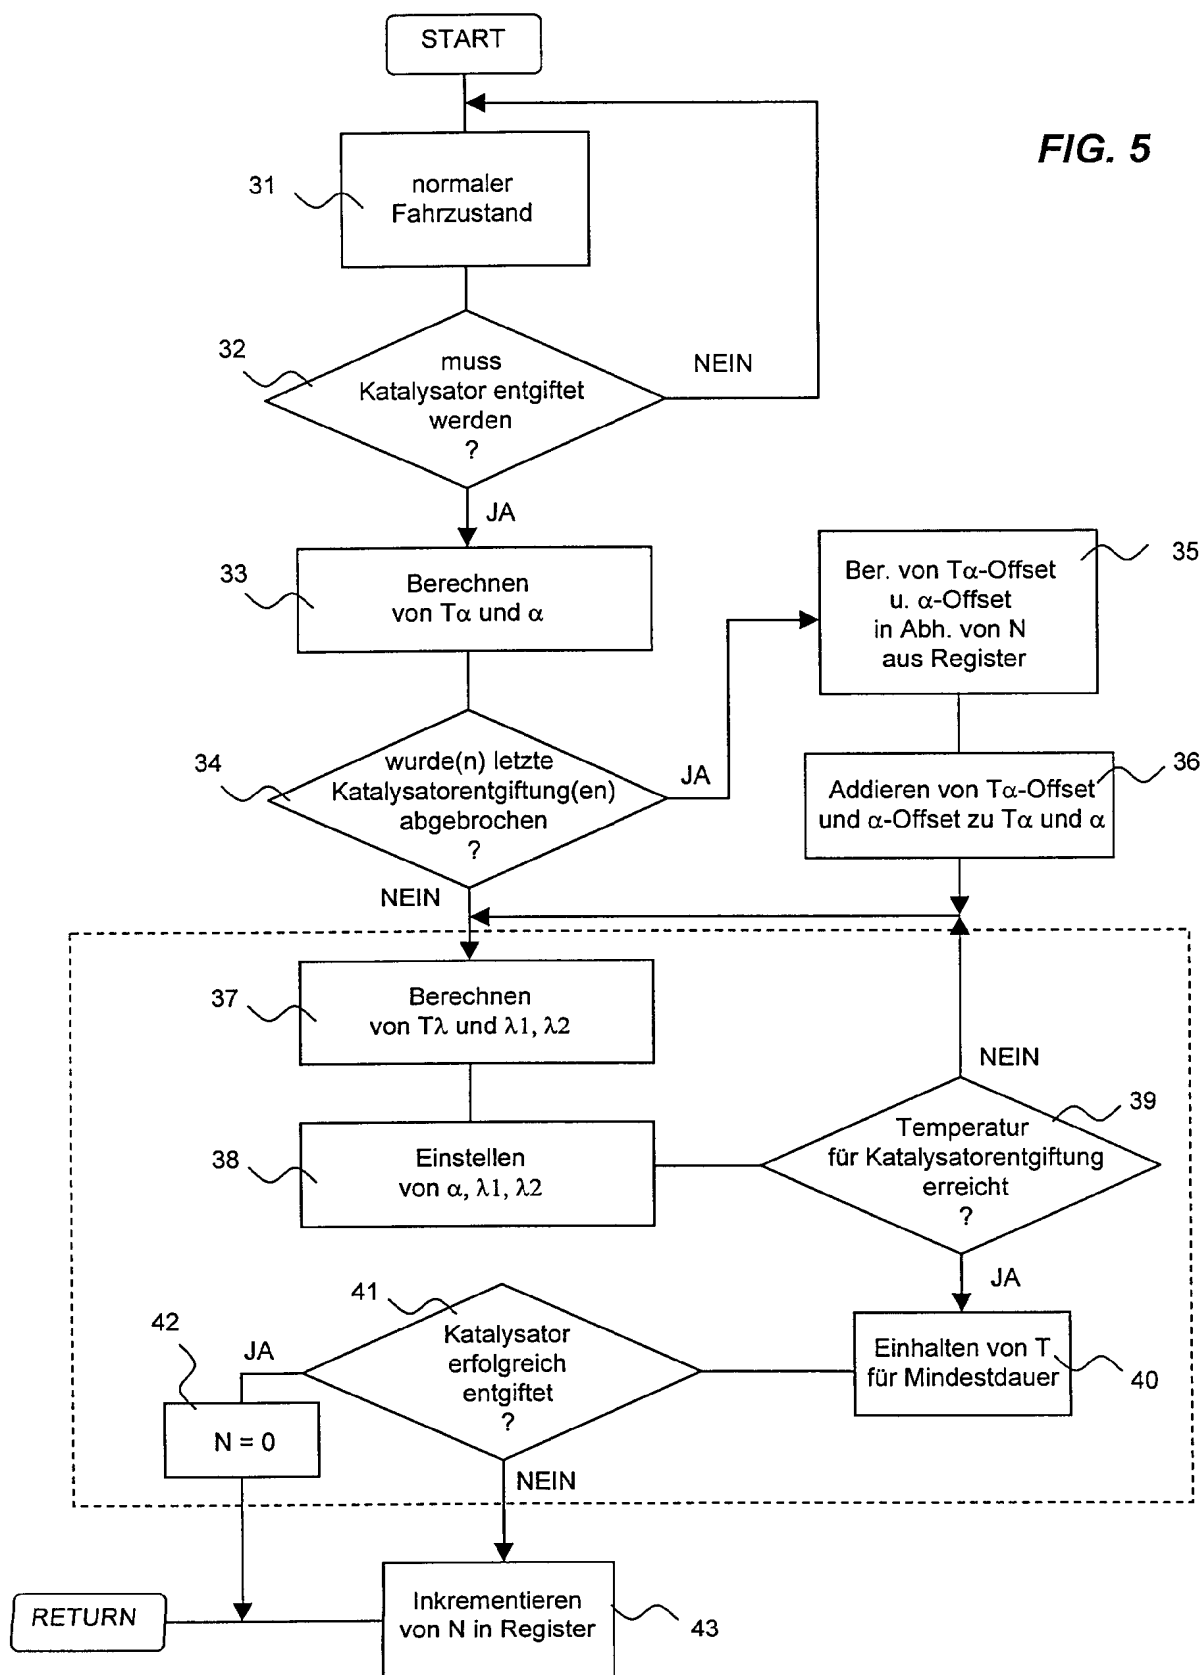 START
FIG. 5
31
normaler
Fahrzustand
32
muss
Katalysator entgiftet
werden
?
NEIN
JA
33
Berechnen
von Tα und α
35
Ber. von Tα-Offset
u. α-Offset
in Abh. von N
aus Register
34
wurde(n) letzte
Katalysatorentgiftung(en)
abgebrochen
?
JA
36
Addieren von Tα-Offset
und α-Offset zu Tα und α
NEIN
37
Berechnen
von Tλ und λ1, λ2
NEIN
38
Einstellen
von α, λ1, λ2
39
Temperatur
für Katalysatorentgiftung
erreicht
?
JA
40
Einhalten von T
für Mindestdauer
41
Katalysator
erfolgreich
entgiftet
?
JA
42
N = 0
NEIN
RETURN
Inkrementieren
von N in Register
43